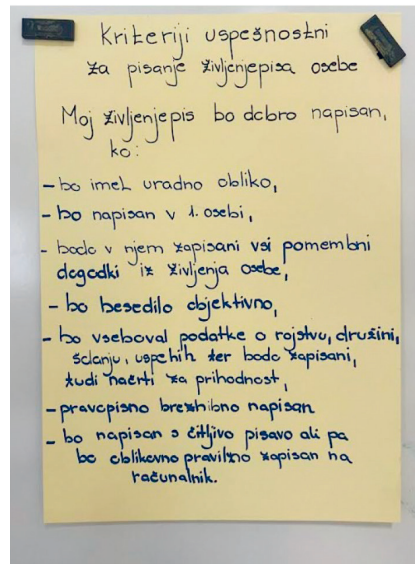 Kriteriji uspešnostni
za pisanje življenjepisa osebe
Moj življenjepis bo dobro napisan,
ko:
- bo imel uradno obliko,
- bo napisan v 1. osebi,
- bodo v njem zapisani vsi pomembni
dogodki iz življenja osebe,
- bo besedilo objektivno,
- bo vseboval podatke o rojstvu, družini,
šolanju, uspehih ter bodo zapisani,
tudi načrti za prihodnost,
- pravopisno brezhibno napisan
- bo napisan s čitljivo pisavo ali pa
bo oblikovno pravilno zapisan na
računalnik.